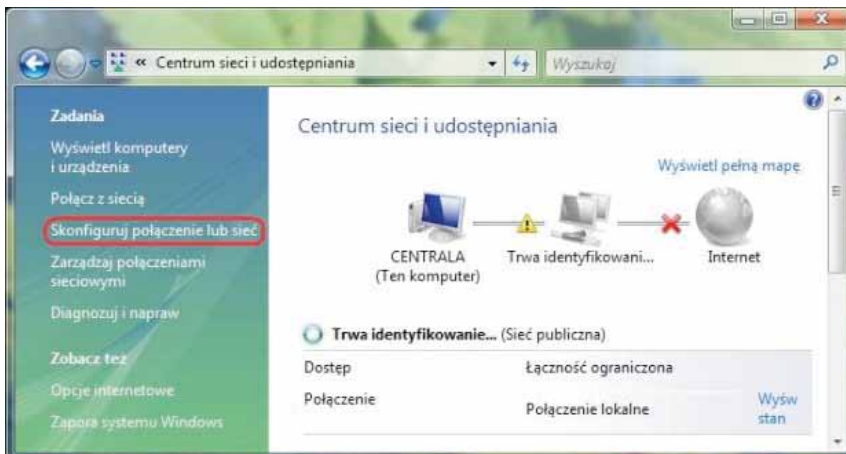 « Centrum sieci i udostępniania
Wyszukaj
Zadania
Wyświetl komputery
i urządzenia
Połącz z siecią
Skonfiguruj połączenie lub sieć
Zarządzaj połączeniami
sieciowymi
Diagnozuj i napraw
Zobacz też
Opcje internetowe
Zapora systemu Windows
Centrum sieci i udostępniania
Wyświetl pełną mapę
CENTRALA
(Ten komputer)
Trwa identyfikowani...
Internet
Trwa identyfikowanie... (Sieć publiczna)
Dostęp
Łączność ograniczona
Połączenie
Połączenie lokalne
Wyśw
stan